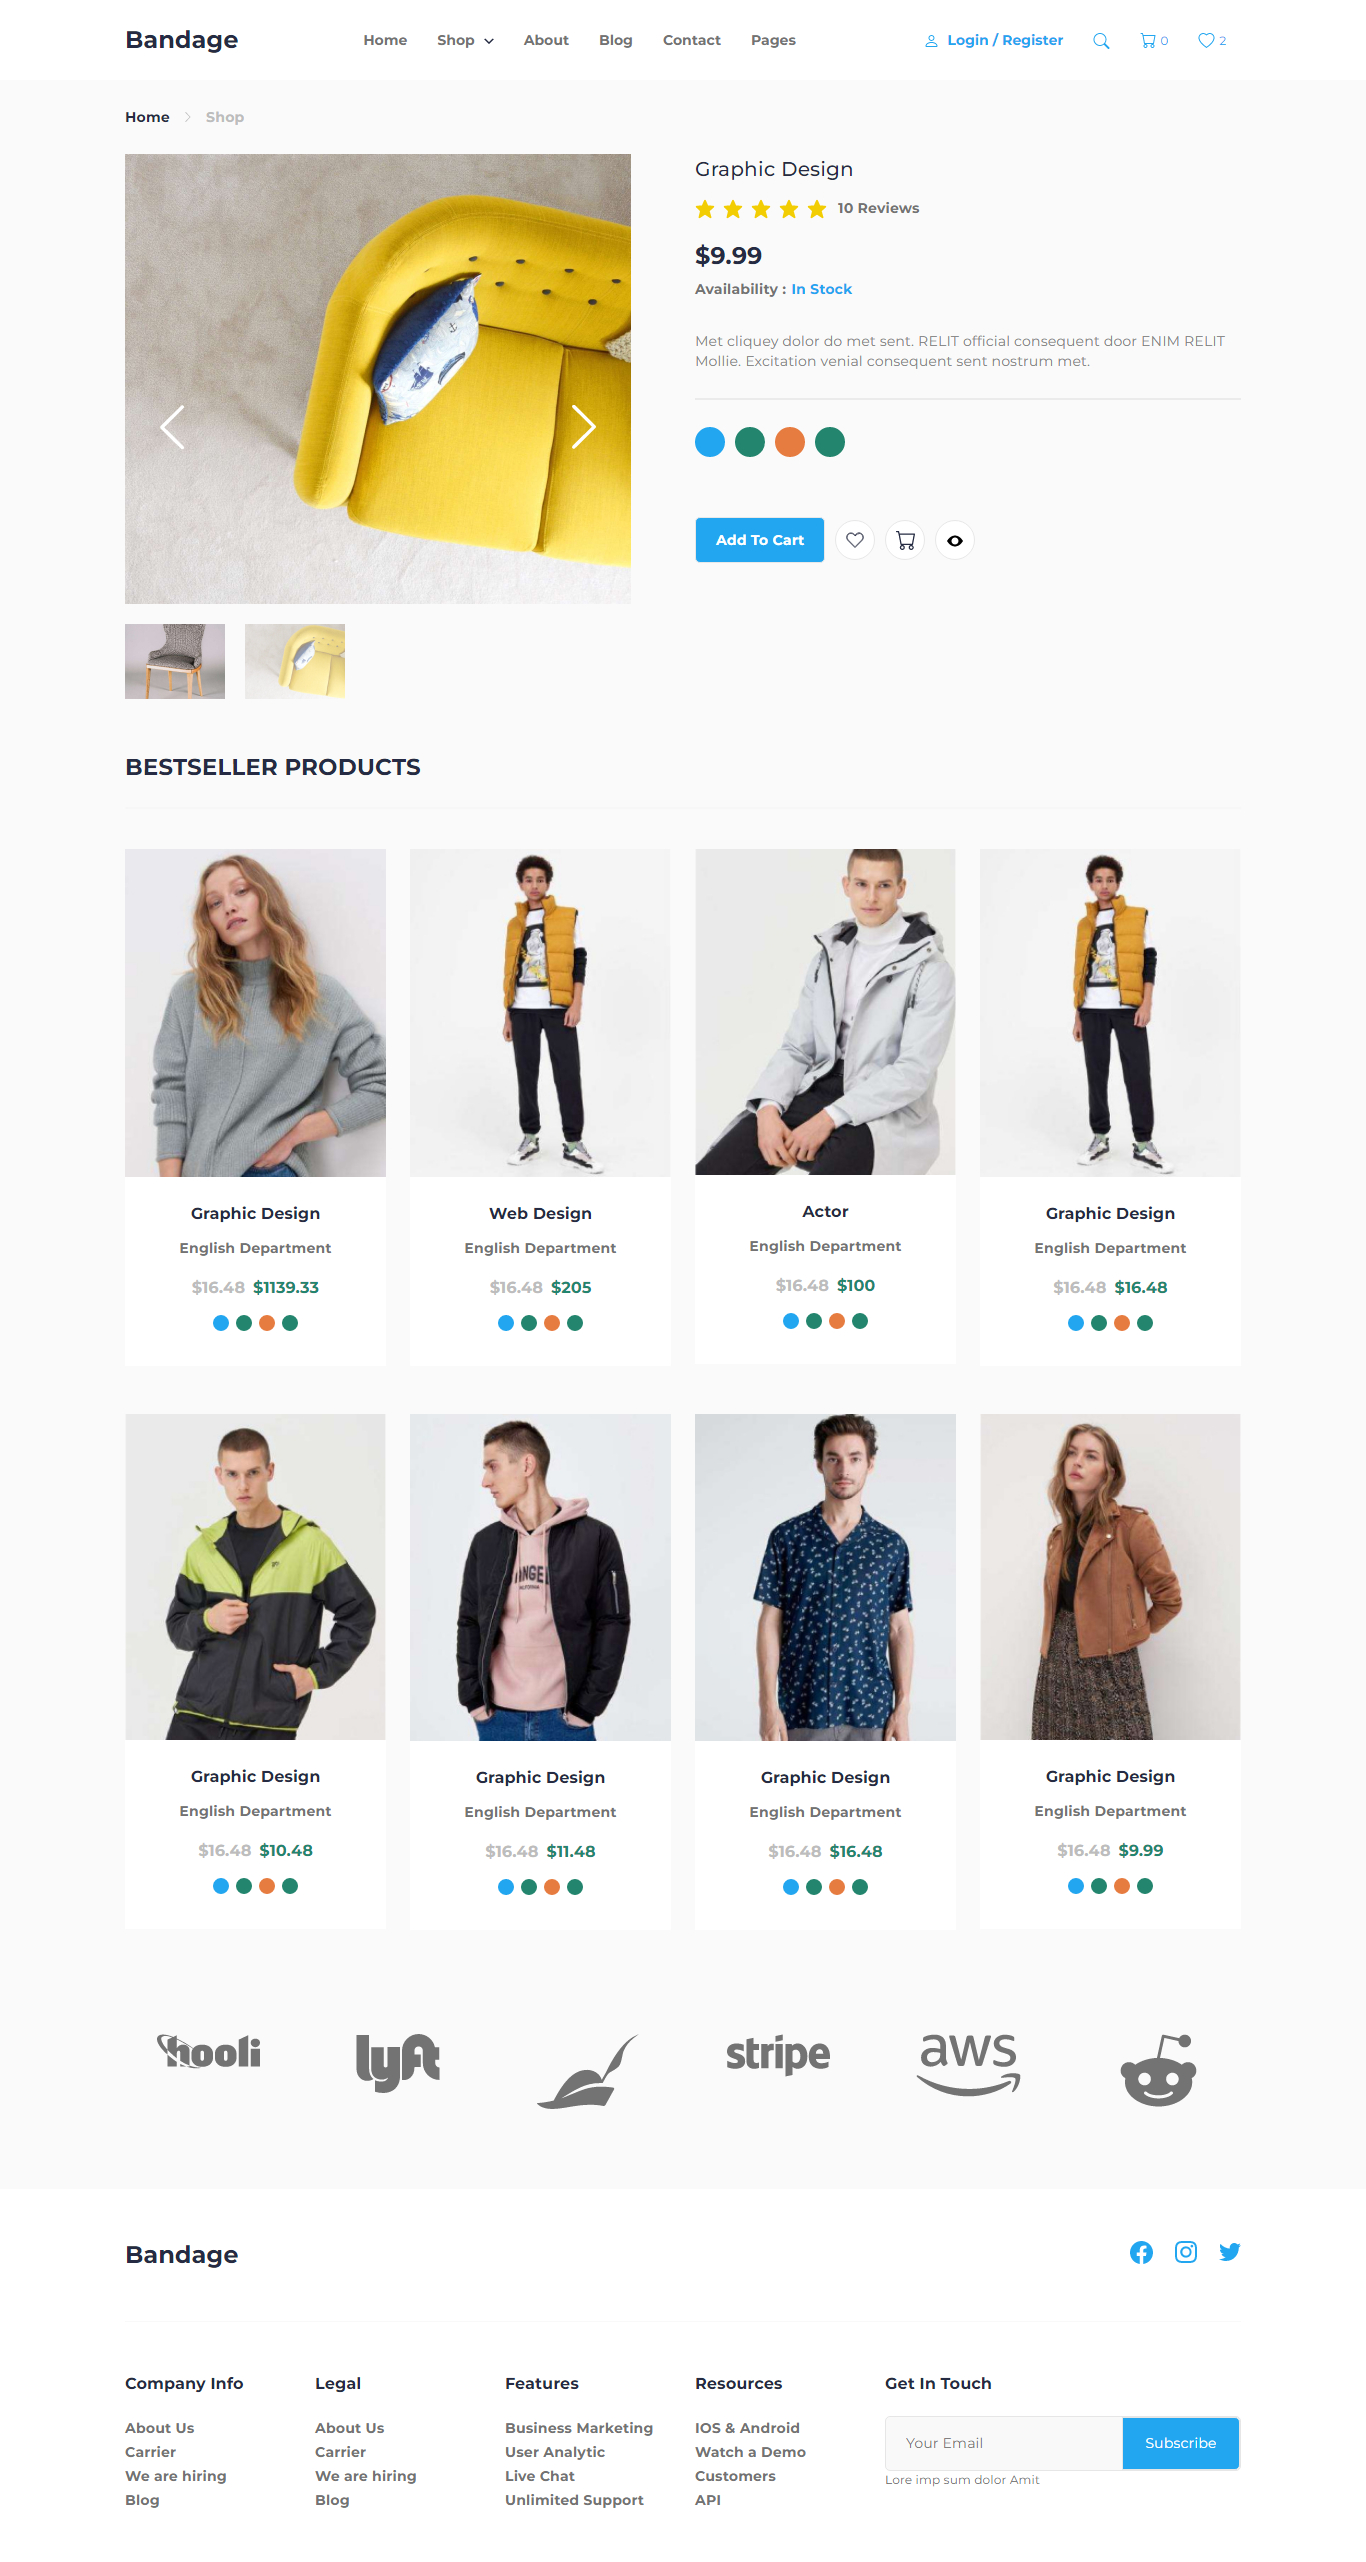 Bandage Home Shop About Blog Contact Pages Login / Register 0 2
Home Shop
Graphic Design
10 Reviews
$9.99
Availability : In Stock
Met cliquey dolor do met sent. RELIT official consequent door ENIM RELIT
Mollie. Excitation venial consequent sent nostrum met.
Add To Cart
BESTSELLER PRODUCTS
Graphic Design
English Department
$16.48 $1139.33
Web Design
English Department
$16.48 $205
Actor
English Department
$16.48 $100
Graphic Design
English Department
$16.48 $16.48
Graphic Design
English Department
$16.48 $10.48
Graphic Design
English Department
$16.48 $11.48
Graphic Design
English Department
$16.48 $16.48
Graphic Design
English Department
$16.48 $9.99
hooli lyft stripe aws
Bandage
Company Info
About Us
Carrier
We are hiring
Blog
Legal
About Us
Carrier
We are hiring
Blog
Features
Business Marketing
User Analytic
Live Chat
Unlimited Support
Resources
IOS & Android
Watch a Demo
Customers
API
Get In Touch
Your Email Subscribe
Lore imp sum dolor Amit